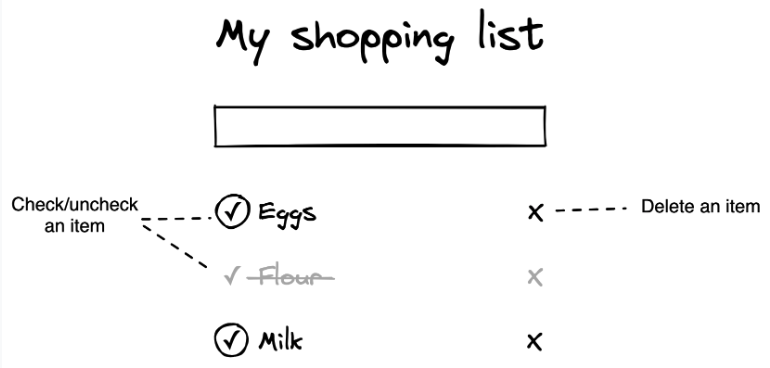 My shopping list
Check/uncheck
an item
Eggs
Delete an item
Flour
Milk